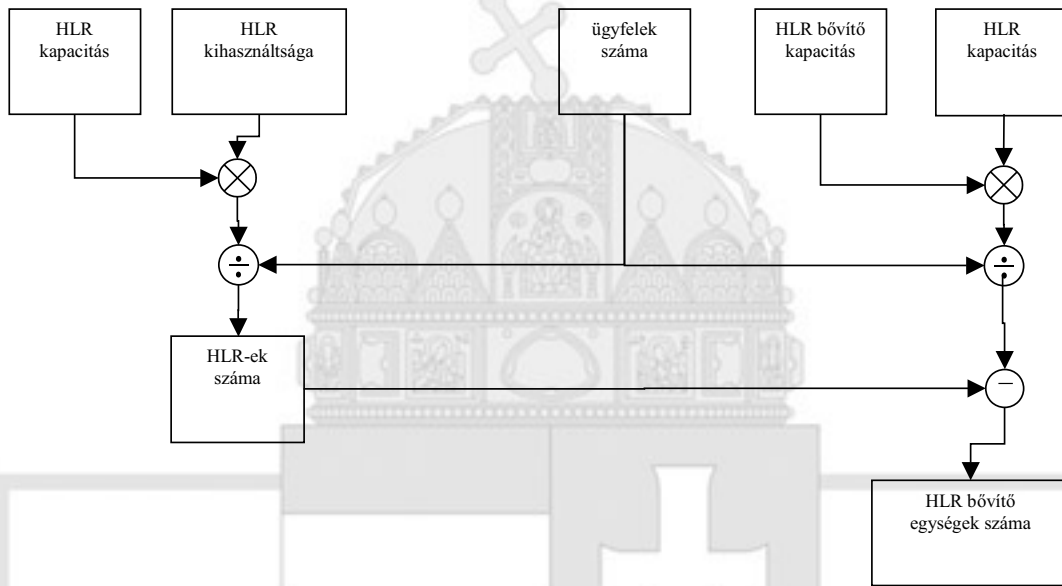 HLR
kapacitás
HLR
kihasználtsága
ügyfelek
száma
HLR bővítő
kapacitás
HLR
kapacitás
HLR-ek
száma
HLR bővítő
egységek száma